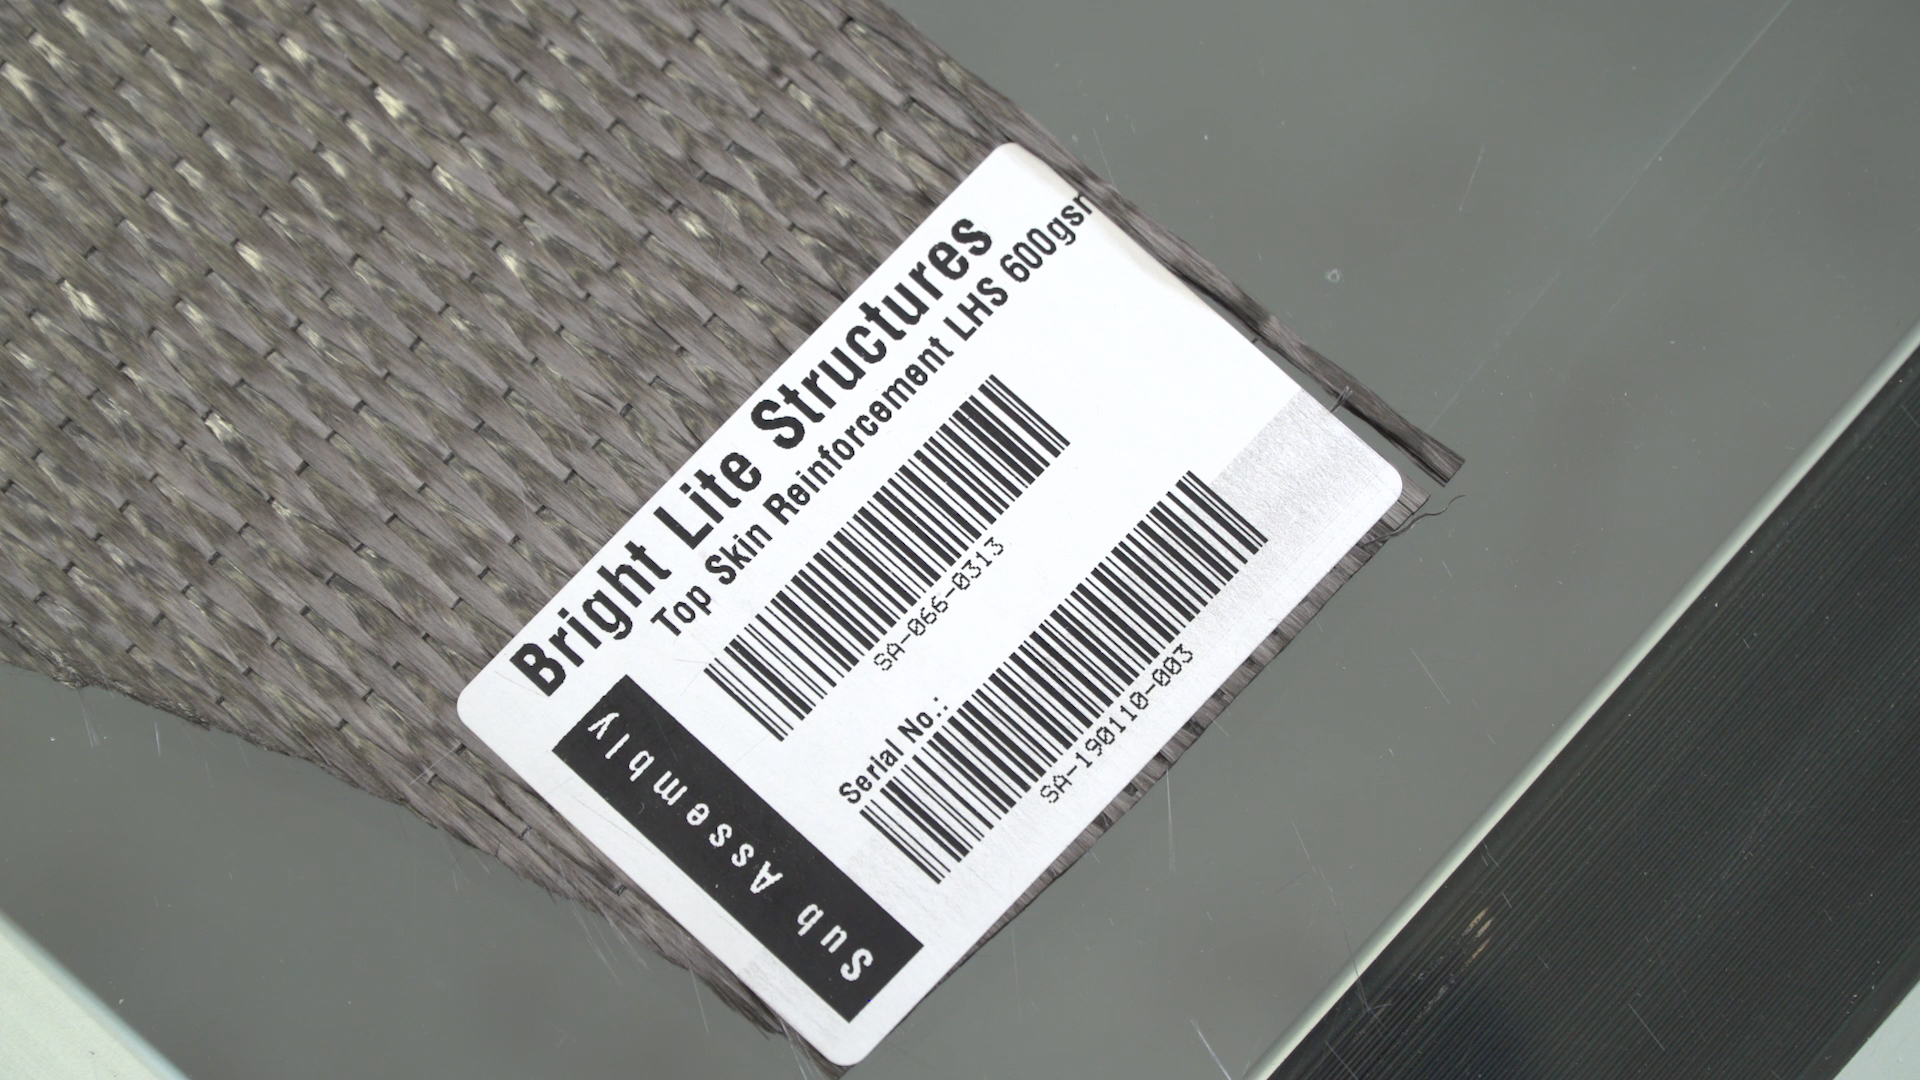 Bright Lite Structures
Top Skin Reinforcement LHS 600gsm
SA-066-0313
Serial No.:
SA-190110-003
Sub Assembly